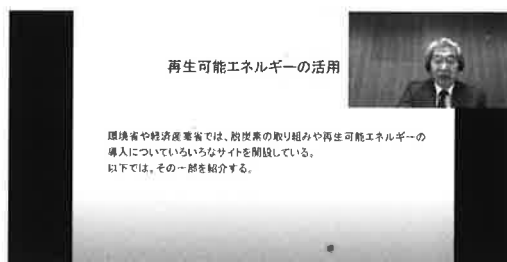 再生可能エネルギーの活用
環境省や経済産業省では、脱炭素の取り組みや再生可能エネルギーの
導入についていろいろなサイトを開設している。
以下では、その一部を紹介する。